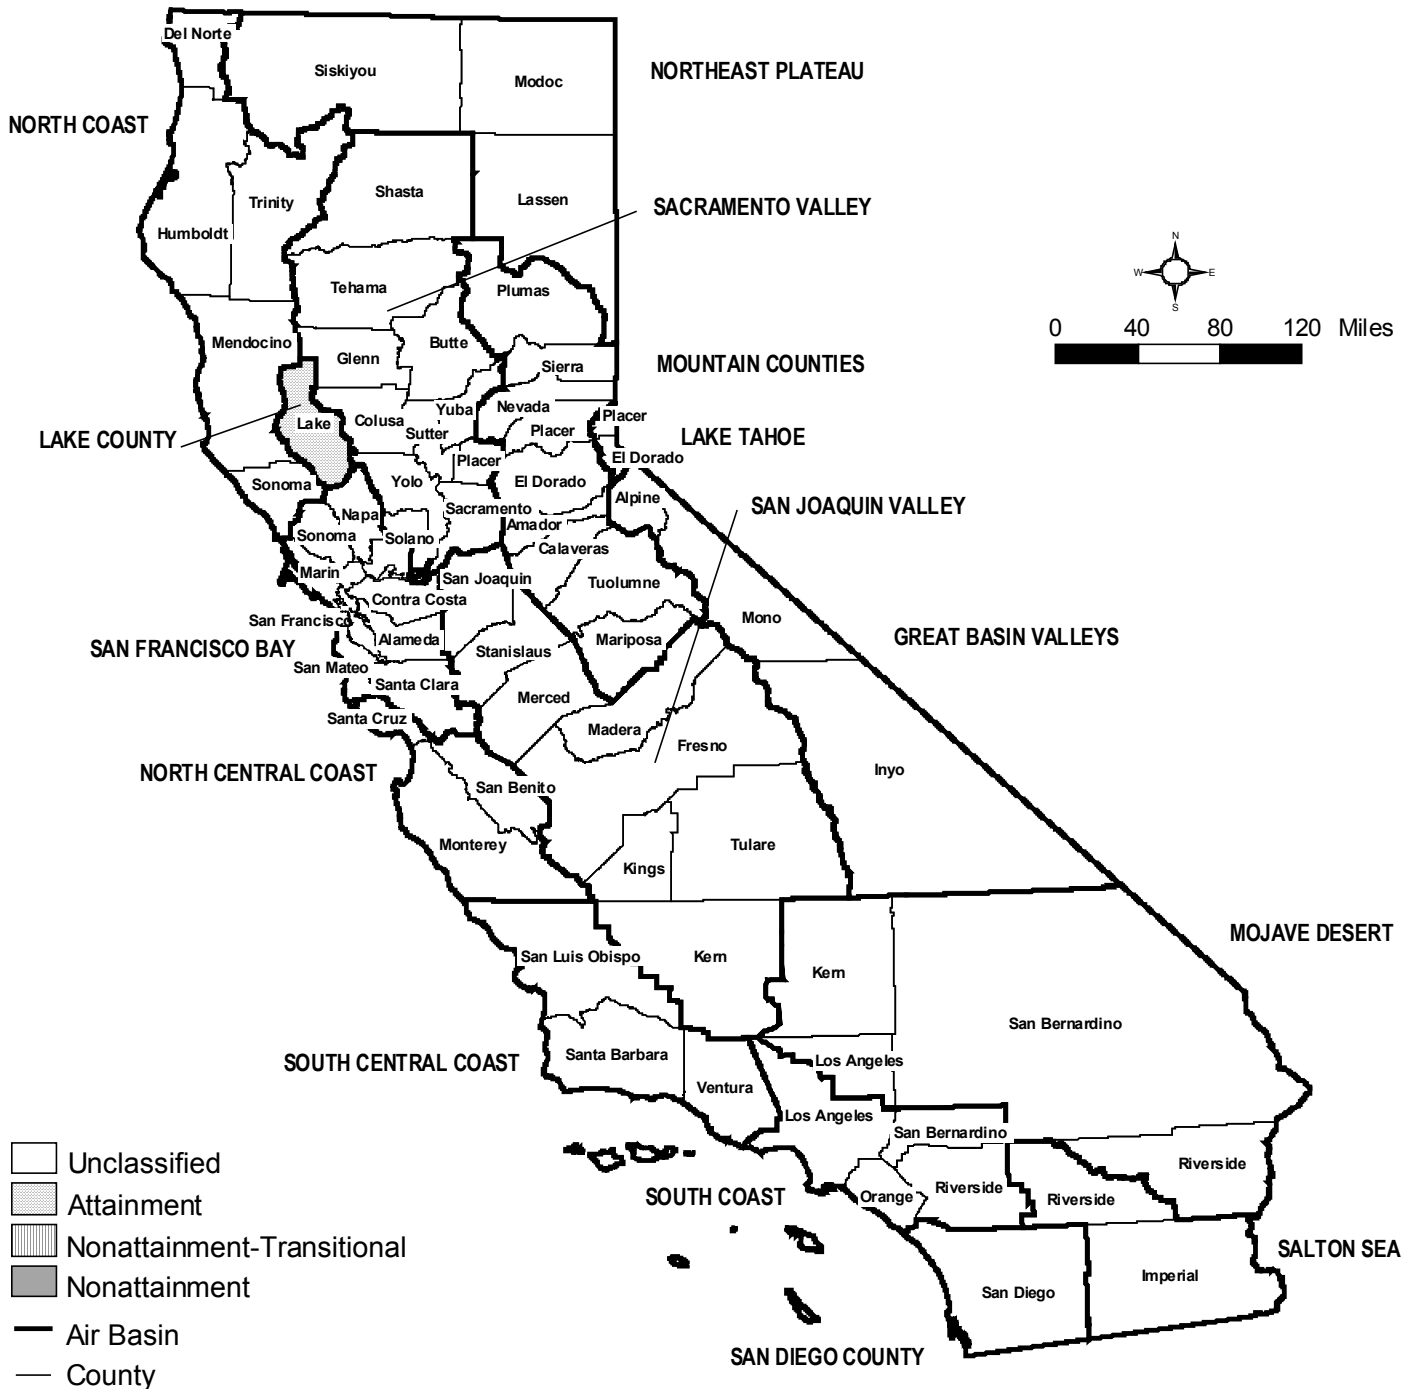 Del Norte
Siskiyou
Modoc
NORTHEAST PLATEAU
NORTH COAST
Shasta
Lassen
Trinity
SACRAMENTO VALLEY
Humboldt
N
W
E
S
Tehama
Plumas
0 40 80 120 Miles
Mendocino
Butte
Glenn
Sierra
MOUNTAIN COUNTIES
Yuba
Nevada
Placer
Lake
Colusa
Sutter
Placer
LAKE COUNTY
LAKE TAHOE
Placer
El Dorado
Sonoma
Yolo
El Dorado
Alpine
SAN JOAQUIN VALLEY
Napa
Sacramento
Amador
Sonoma
Solano
Calaveras
Marin
San Joaquin
Tuolumne
Contra Costa
Mono
San Francisco
Alameda
Mariposa
GREAT BASIN VALLEYS
SAN FRANCISCO BAY
Stanislaus
San Mateo
Santa Clara
Merced
Santa Cruz
Madera
Fresno
NORTH CENTRAL COAST
Inyo
San Benito
Monterey
Tulare
Kings
MOJAVE DESERT
San Luis Obispo
Kern
Kern
San Bernardino
SOUTH CENTRAL COAST
Santa Barbara
Los Angeles
Ventura
Los Angeles
San Bernardino
Unclassified
Riverside
Attainment
SOUTH COAST
Orange
Riverside
Riverside
Nonattainment-Transitional
SALTON SEA
Nonattainment
San Diego
Imperial
Air Basin
SAN DIEGO COUNTY
County